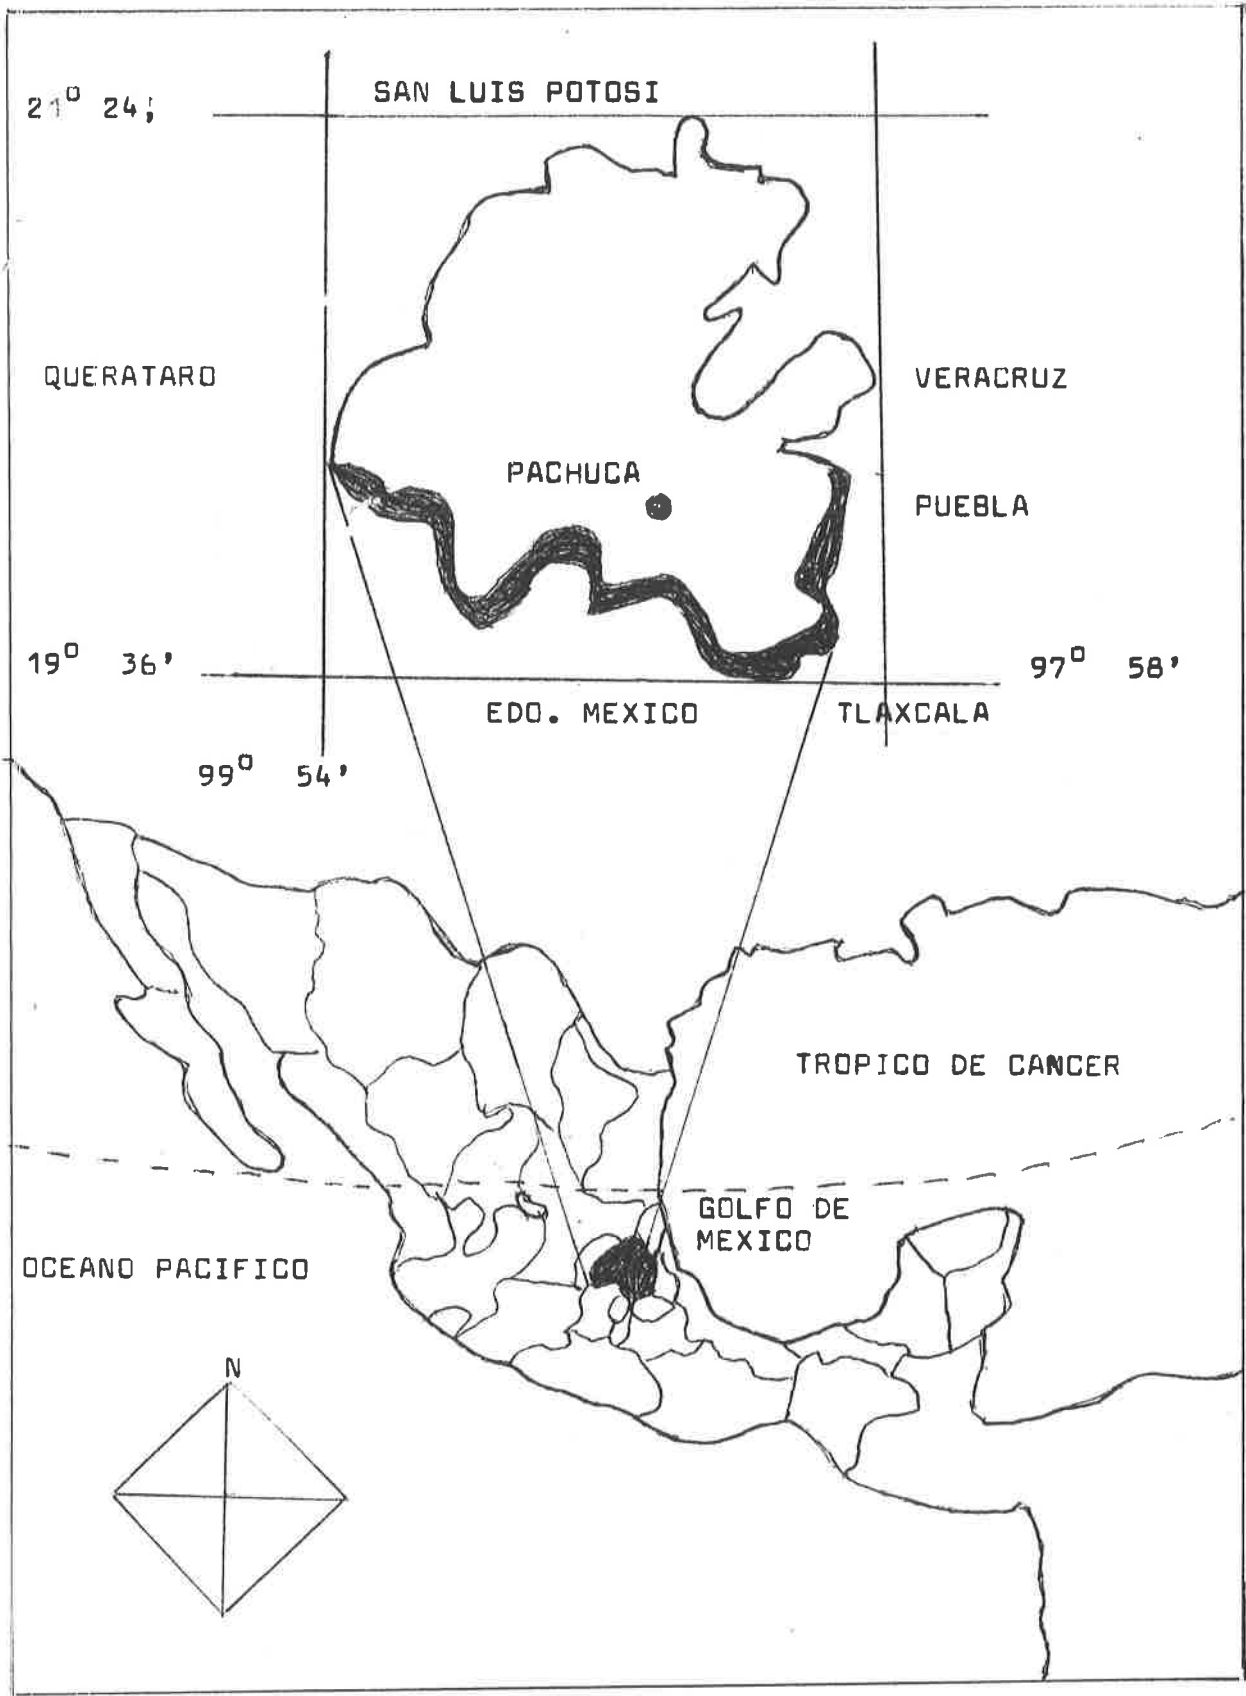 SAN LUIS POTOSI
21° 24;
QUERATARO
VERACRUZ
PACHUCA
PUEBLA
19° 36'
97° 58'
EDO. MEXICO
TLAXCALA
99° 54'
TROPICO DE CANCER
GOLFO DE
MEXICO
OCEANO PACIFICO
N